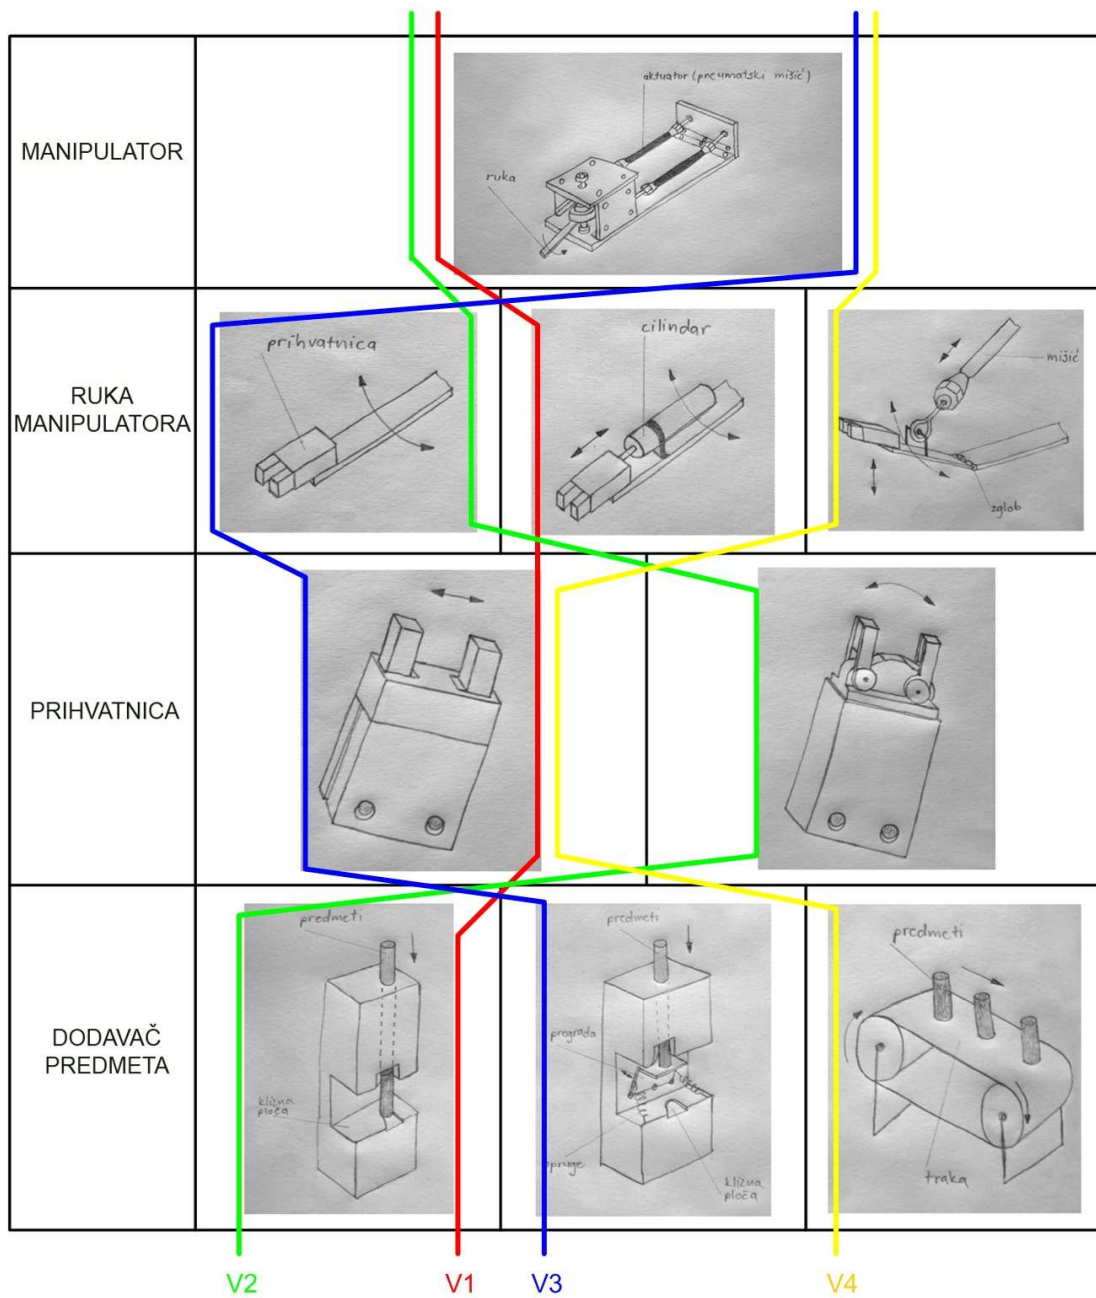 MANIPULATOR
aktuator (pneumatski mišić)
ruka
RUKA
MANIPULATORA
prihvatnica
cilindar
mišić
zglob
PRIHVATNICA
DODAVAČ
PREDMETA
predmeti
klizna
ploča
predmeti
pregrada
opruge
klizna
ploča
predmeti
traka
V2
V1
V3
V4